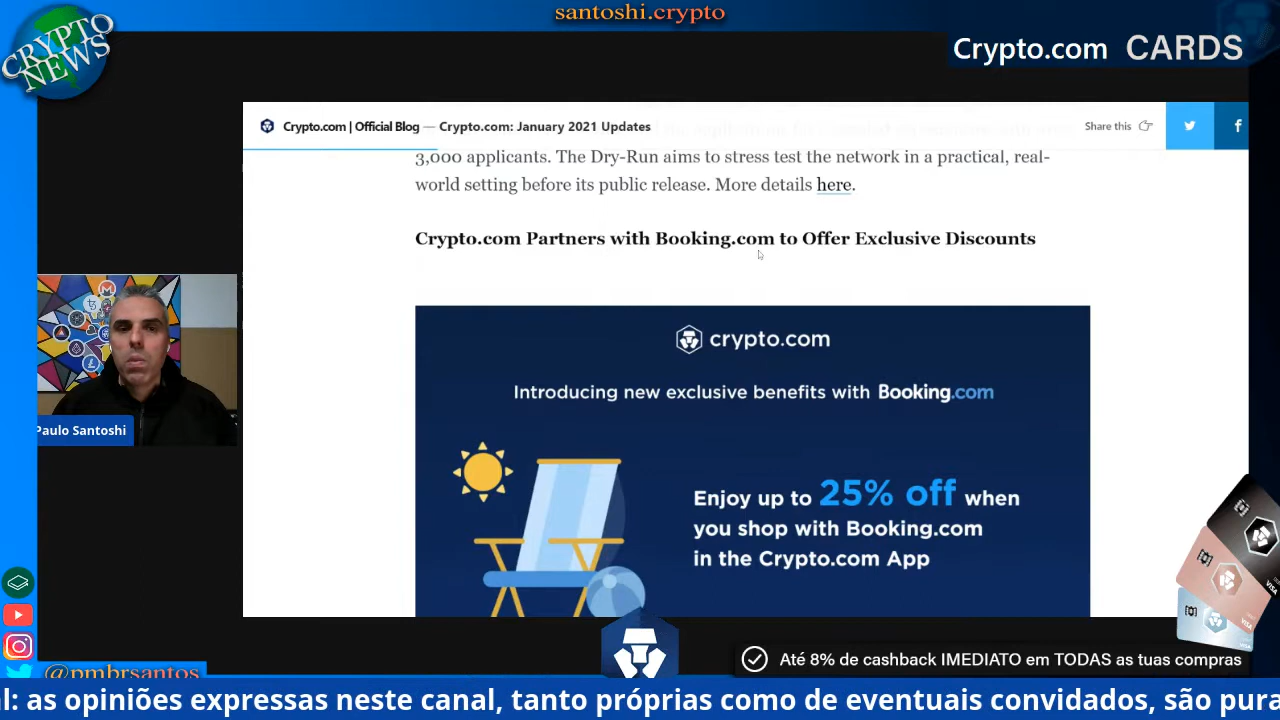 santoshi.crypto
CRYPTO
NEWS
Crypto.com CARDS
Crypto.com | Official Blog — Crypto.com: January 2021 Updates
Share this
3,000 applicants. The Dry-Run aims to stress test the network in a practical, real-
world setting before its public release. More details here.
Crypto.com Partners with Booking.com to Offer Exclusive Discounts
crypto.com
Introducing new exclusive benefits with Booking.com
Enjoy up to 25% off when
you shop with Booking.com
in the Crypto.com App
Paulo Santoshi
VISA
VISA
VISA
Até 8% de cashback IMEDIATO em TODAS as tuas compras
@pmbrsantos
l: as opiniões expressas neste canal, tanto próprias como de eventuais convidados, são pura